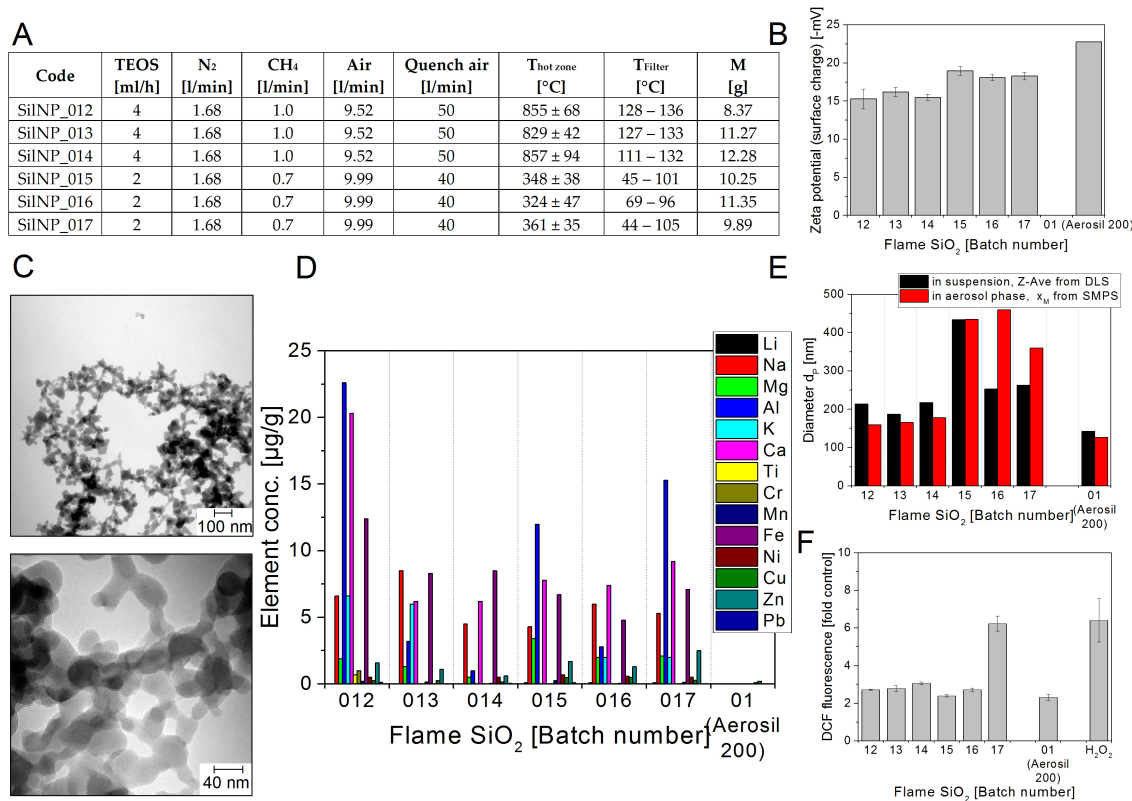 A
Code TEOS [ml/h] N2 [l/min] CH4 [l/min] Air [l/min] Quench air [l/min] Thot zone [°C] TFilter [°C] M [g]
SilNP_012 4 1.68 1.0 9.52 50 855 ± 68 128 – 136 8.37
SilNP_013 4 1.68 1.0 9.52 50 829 ± 42 127 – 133 11.27
SilNP_014 4 1.68 1.0 9.52 50 857 ± 94 111 – 132 12.28
SilNP_015 2 1.68 0.7 9.99 40 348 ± 38 45 – 101 10.25
SilNP_016 2 1.68 0.7 9.99 40 324 ± 47 69 – 96 11.35
SilNP_017 2 1.68 0.7 9.99 40 361 ± 35 44 – 105 9.89
B
Zeta potential (surface charge) [-mV]
25
20
15
10
5
0
12 13 14 15 16 17 01 (Aerosil 200)
Flame SiO2 [Batch number]
C
100 nm
40 nm
D
Element conc. [µg/g]
25
20
15
10
5
0
012 013 014 015 016 017 01
(Aerosil
200)
Flame SiO2 [Batch number]
Li
Na
Mg
Al
K
Ca
Ti
Cr
Mn
Fe
Ni
Cu
Zn
Pb
E
in suspension, Z-Ave from DLS
in aerosol phase, xM from SMPS
Diameter dP [nm]
500
400
300
200
100
0
12 13 14 15 16 17 01
(Aerosil
200)
Flame SiO2 [Batch number]
F
DCF fluorescence [fold control]
10
8
6
4
2
0
12 13 14 15 16 17 01 H2O2
(Aerosil
200)
Flame SiO2 [Batch number]